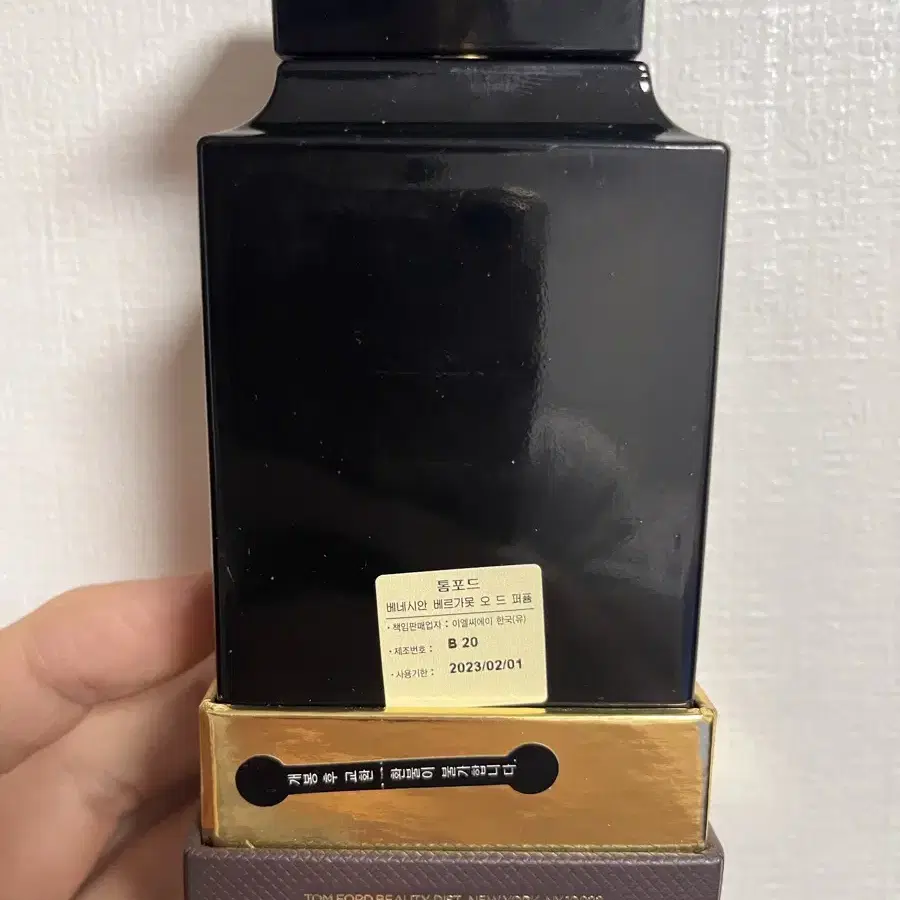 톰포드
베네시안 베르가못 오 드 퍼퓸
· 책임판매업자 : 이엘씨에이 한국(유)
· 제조번호 : B 20
· 사용기한 : 2023/02/01
개봉 후 교환 | 환불이 불가합니다.
TOM FORD BEAUTY DIST. NEW YORK, NY